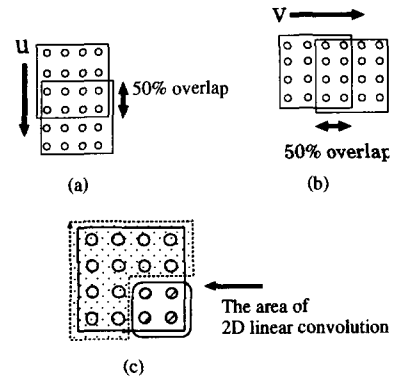 u
50% overlap
(a)
V
50% overlap
(b)
The area of
2D linear convolution
(c)